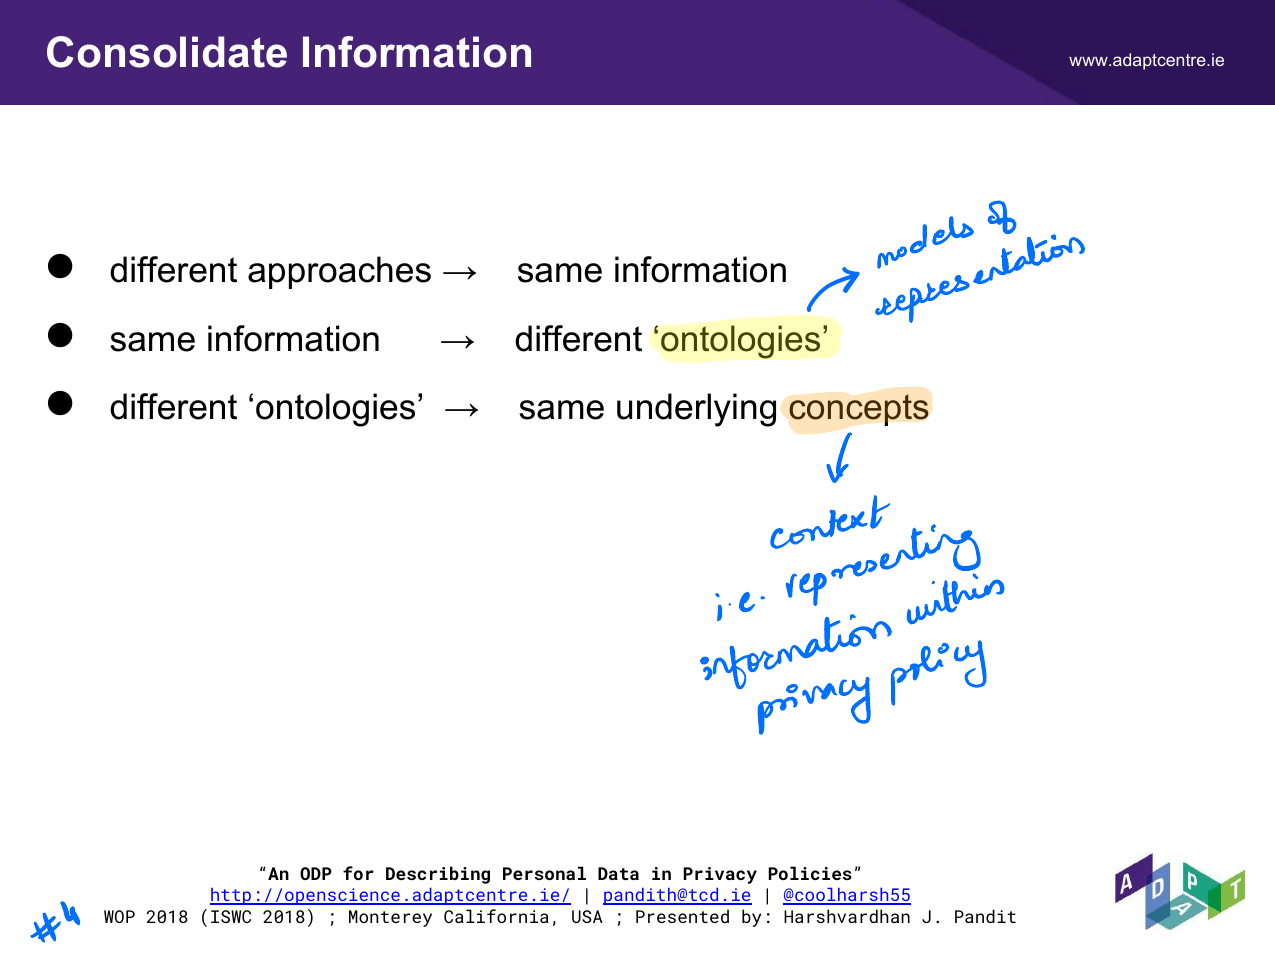 Consolidate Information
www.adaptcentre.ie
models of
representation
● different approaches → same information
● same information → different ‘ontologies’
● different ‘ontologies’ → same underlying concepts
context
i.e. representing
information within
privacy policy
“An ODP for Describing Personal Data in Privacy Policies”
http://openscience.adaptcentre.ie/ | pandith@tcd.ie | @coolharsh55
WOP 2018 (ISWC 2018) ; Monterey California, USA ; Presented by: Harshvardhan J. Pandit
#4
ADAPT